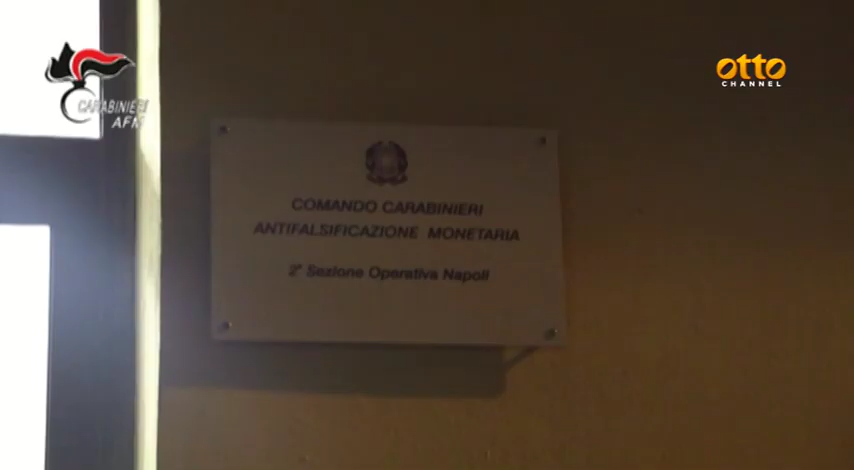 CARABINIERI
AFM
otto
CHANNEL
COMANDO CARABINIERI
ANTIFALSIFICAZIONE MONETARIA
2ª Sezione Operativa Napoli